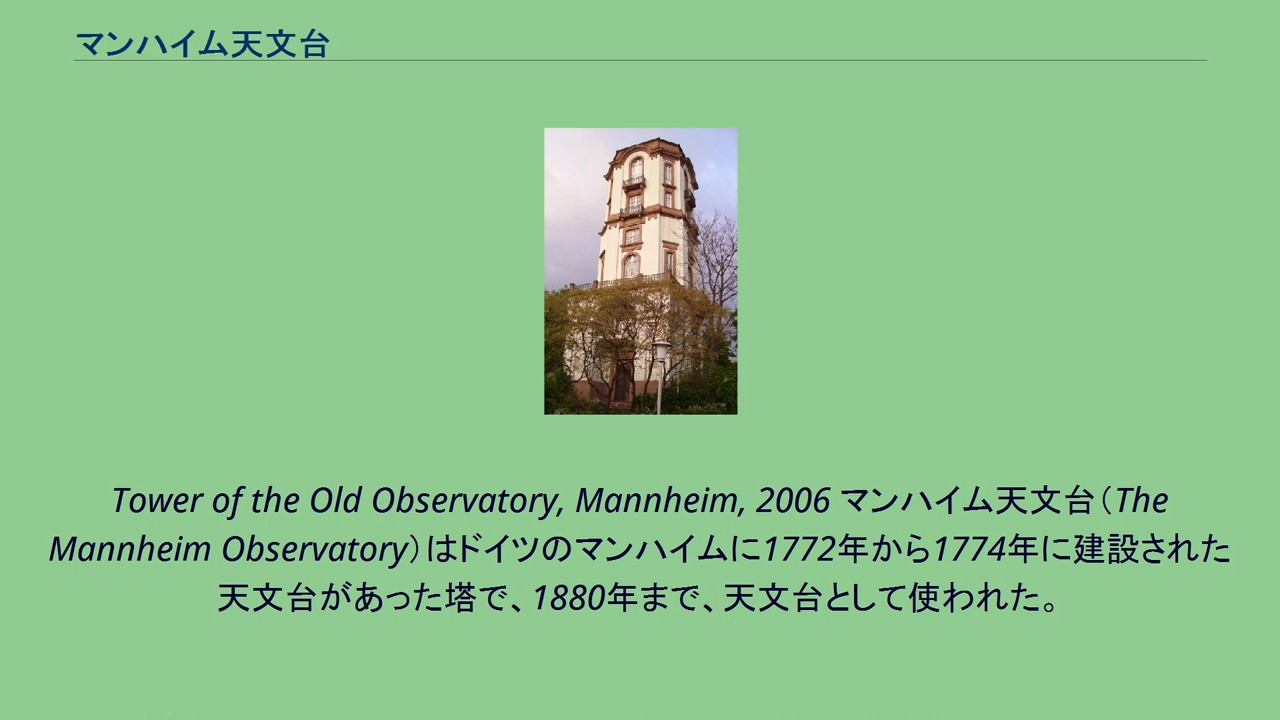 マンハイム天文台
Tower of the Old Observatory, Mannheim, 2006 マンハイム天文台（The
Mannheim Observatory）はドイツのマンハイムに1772年から1774年に建設された
天文台があった塔で、1880年まで、天文台として使われた。